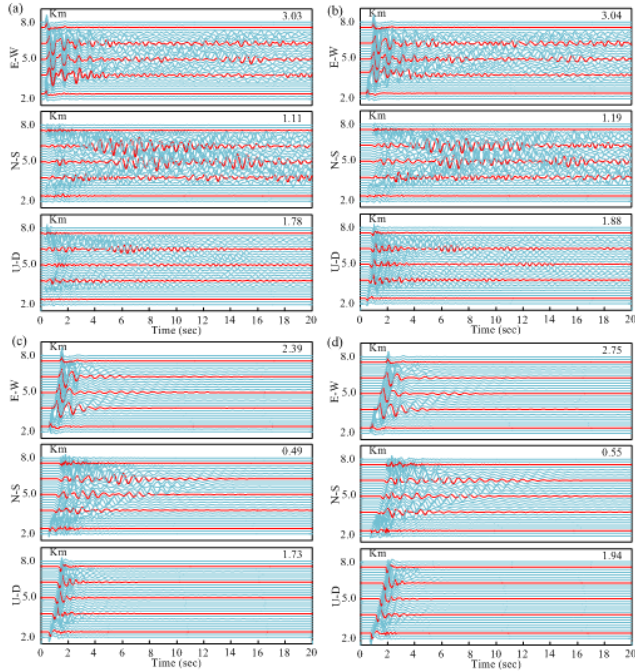 (a)
Km
3.03
8.0
E-W
5.0
2.0
Km
1.11
8.0
N-S
5.0
2.0
Km
1.78
8.0
U-D
5.0
2.0
0 2 4 6 8 10 12 14 16 18 20
Time (sec)
(b)
Km
3.04
8.0
E-W
5.0
2.0
Km
1.19
8.0
N-S
5.0
2.0
Km
1.88
8.0
U-D
5.0
2.0
0 2 4 6 8 10 12 14 16 18 20
Time (sec)
(c)
Km
2.39
8.0
E-W
5.0
2.0
Km
0.49
8.0
N-S
5.0
2.0
Km
1.73
8.0
U-D
5.0
2.0
0 2 4 6 8 10 12 14 16 18 20
Time (sec)
(d)
Km
2.75
8.0
E-W
5.0
2.0
Km
0.55
8.0
N-S
5.0
2.0
Km
1.94
8.0
U-D
5.0
2.0
0 2 4 6 8 10 12 14 16 18 20
Time (sec)